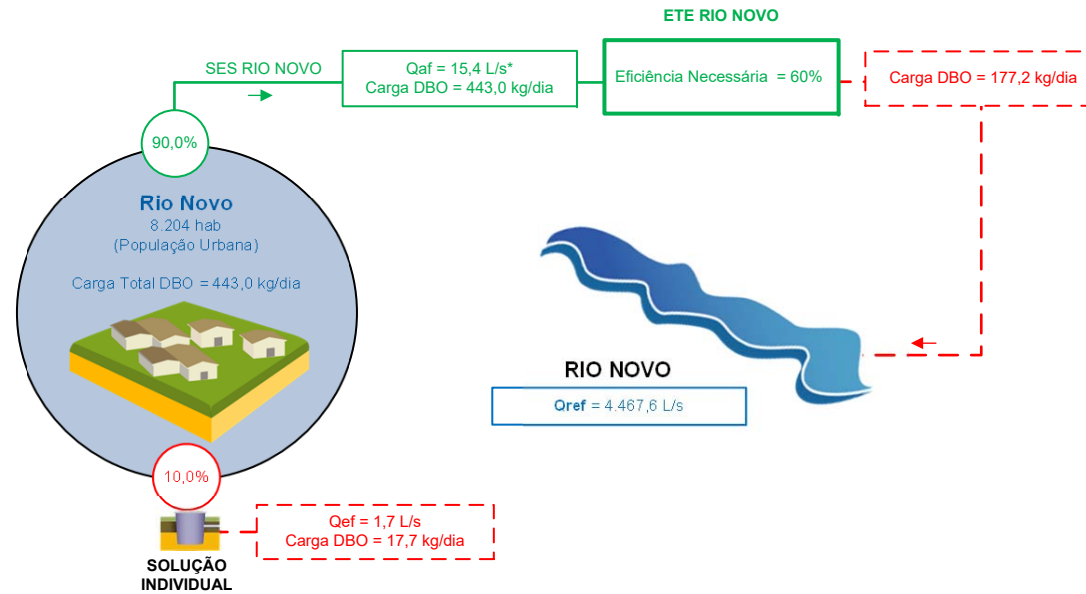 ETE RIO NOVO
SES RIO NOVO
Qaf = 15,4 L/s*
Carga DBO = 443,0 kg/dia
Eficiência Necessária = 60%
Carga DBO = 177,2 kg/dia
90,0%
Rio Novo
8.204 hab
(População Urbana)
Carga Total DBO = 443,0 kg/dia
RIO NOVO
Qref = 4.467,6 L/s
10,0%
Qef = 1,7 L/s
Carga DBO = 17,7 kg/dia
SOLUÇÃO
INDIVIDUAL